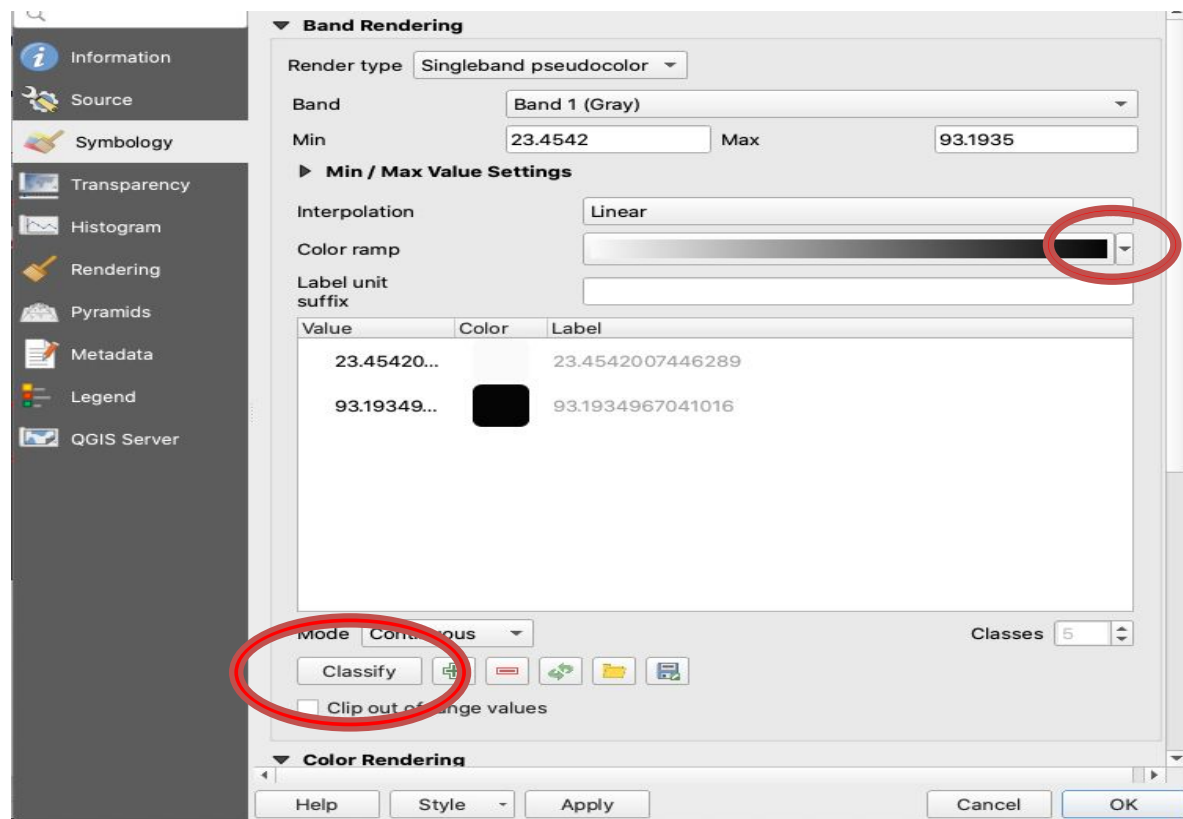 Information
Source
Symbology
Transparency
Histogram
Rendering
Pyramids
Metadata
Legend
QGIS Server
Band Rendering
Render type Singleband pseudocolor
Band Band 1 (Gray)
Min 23.4542 Max 93.1935
Min / Max Value Settings
Interpolation Linear
Color ramp
Label unit
suffix
Value Color Label
23.45420... 23.4542007446289
93.19349... 93.1934967041016
Mode Continuous Classes 5
Classify
Clip out of range values
Color Rendering
Help Style Apply Cancel OK